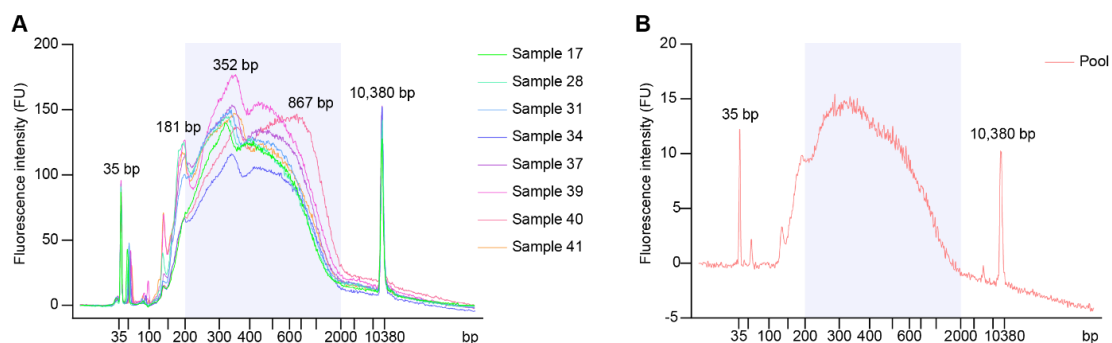 A
Fluorescence intensity (FU)
200
150
100
50
0
35 bp
181 bp
352 bp
867 bp
10,380 bp
35 100 200 300 400 600 2000 10380 bp
Sample 17
Sample 28
Sample 31
Sample 34
Sample 37
Sample 39
Sample 40
Sample 41
B
Fluorescence intensity (FU)
20
15
10
5
0
-5
35 bp
10,380 bp
35 100 200 300 400 600 2000 10380 bp
Pool